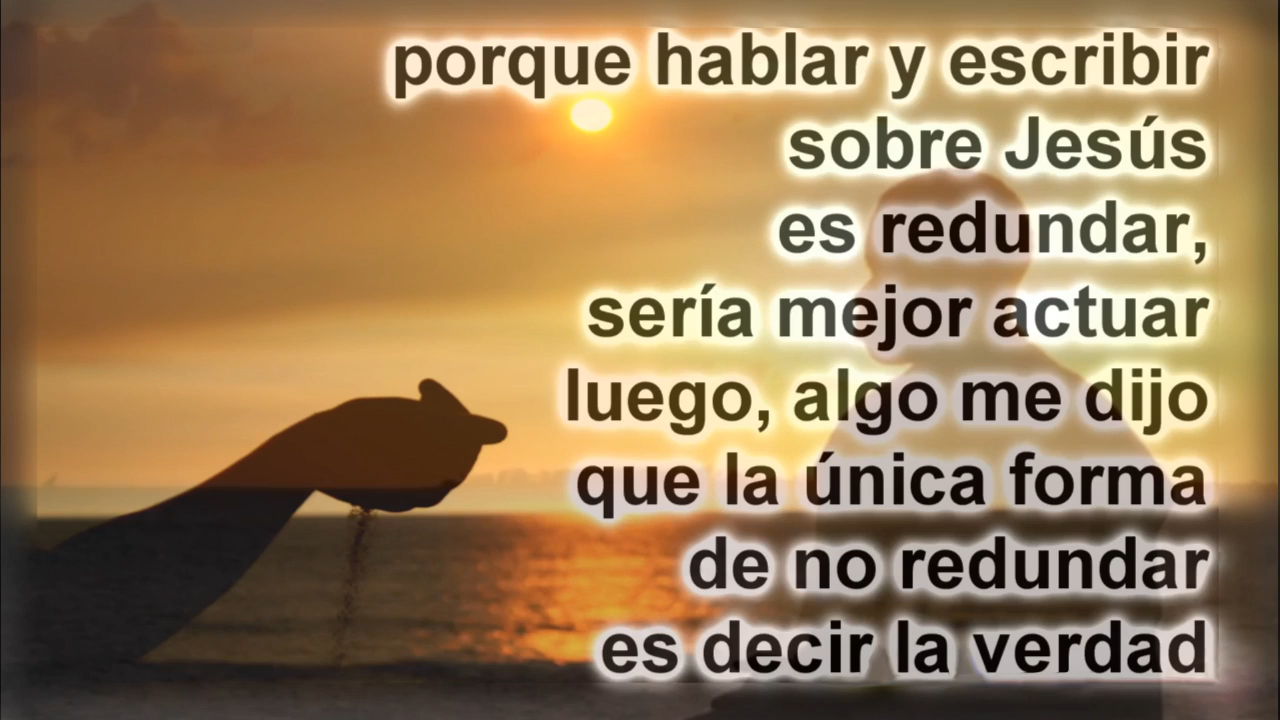 porque hablar y escribir
sobre Jesús
es redundar,
sería mejor actuar
luego, algo me dijo
que la única forma
de no redundar
es decir la verdad